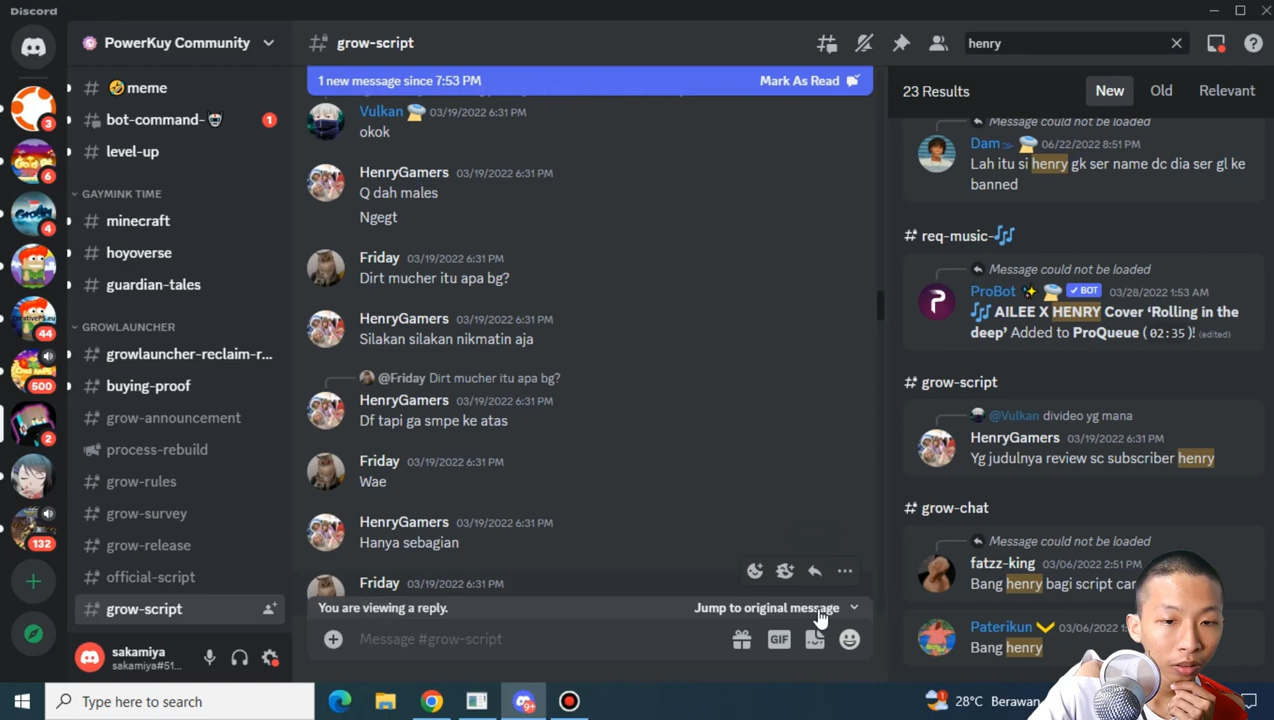 Discord
PowerKuy Community
grow-script
henry
1 new message since 7:53 PM
Mark As Read
meme
bot-command-
1
level-up
GAYMINK TIME
minecraft
hoyoverse
guardian-tales
GROWLAUNCHER
growlauncher-reclaim-r...
buying-proof
grow-announcement
process-rebuild
grow-rules
grow-survey
grow-release
official-script
grow-script
3
6
4
44
500
2
132
sakamiya
sakamiya#51...
Vulkan 03/19/2022 6:31 PM
okok
HenryGamers 03/19/2022 6:31 PM
Q dah males
Ngegt
Friday 03/19/2022 6:31 PM
Dirt mucher itu apa bg?
HenryGamers 03/19/2022 6:31 PM
Silakan silakan nikmatin aja
@Friday Dirt mucher itu apa bg?
HenryGamers 03/19/2022 6:31 PM
Df tapi ga smpe ke atas
Friday 03/19/2022 6:31 PM
Wae
HenryGamers 03/19/2022 6:31 PM
Hanya sebagian
Friday 03/19/2022 6:31 PM
You are viewing a reply.
Jump to original message
Message #grow-script
GIF
23 Results
New
Old
Relevant
Message could not be loaded
Dam 06/22/2022 8:51 PM
Lah itu si henry gk ser name dc dia ser gl ke
banned
req-music-
Message could not be loaded
ProBot ✓ BOT 03/28/2022 1:53 AM
AILEE X HENRY Cover ‘Rolling in the
deep’ Added to ProQueue ( 02:35 )! (edited)
grow-script
@Vulkan divideo yg mana
HenryGamers 03/19/2022 6:31 PM
Yg judulnya review sc subscriber henry
grow-chat
Message could not be loaded
fatzz-king 03/06/2022 2:51 PM
Bang henry bagi script
Paterikun 03/06/2022
Bang henry
Type here to search
9+
28°C Berawan